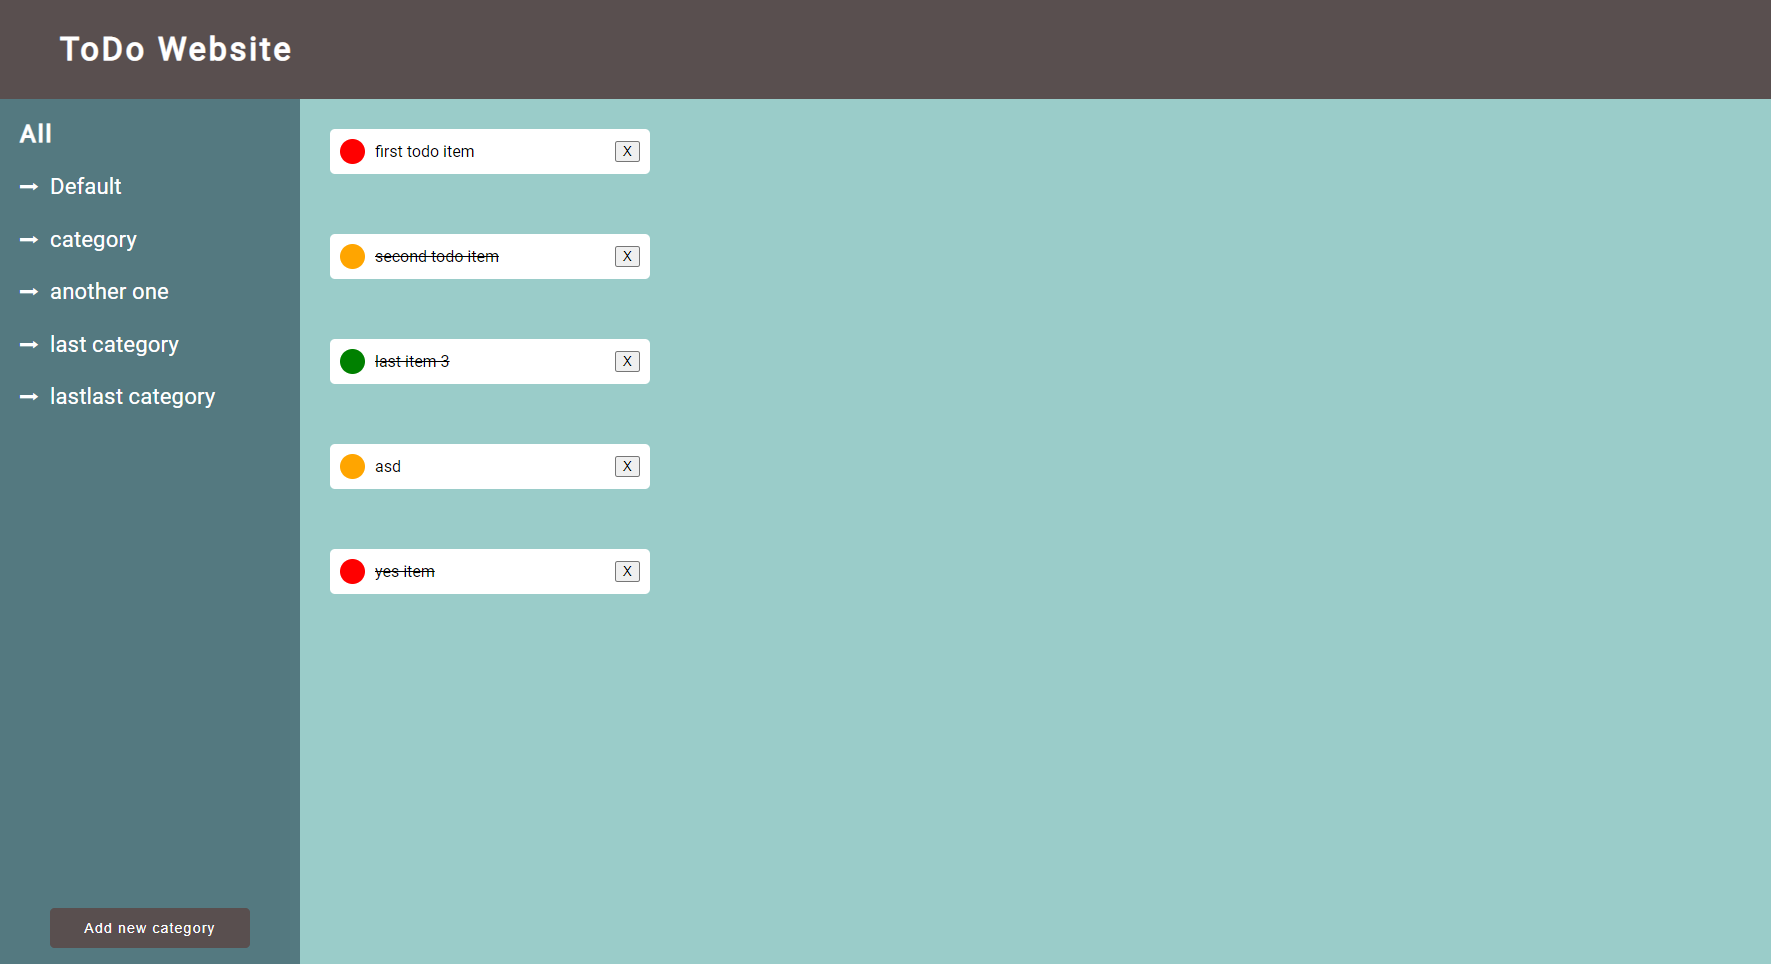 ToDo Website
All
Default
category
another one
last category
lastlast category
Add new category
first todo item X
second todo item X
last item 3 X
asd X
yes item X